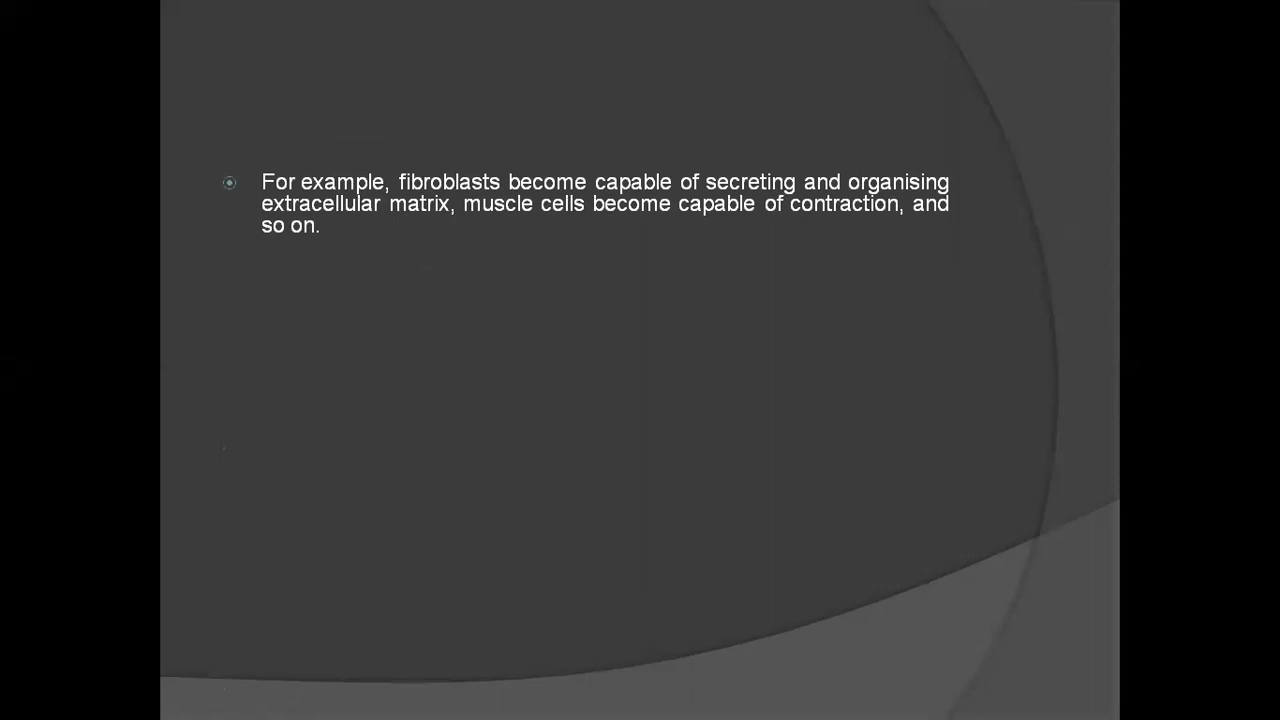 For example, fibroblasts become capable of secreting and organising
extracellular matrix, muscle cells become capable of contraction, and
so on.